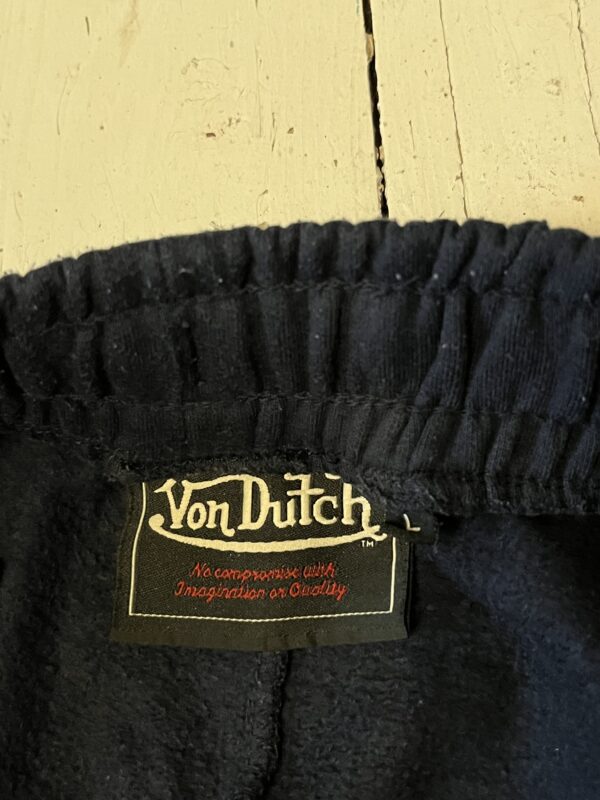 Von Dutch
TM
L
No compromise with
Imagination or Quality